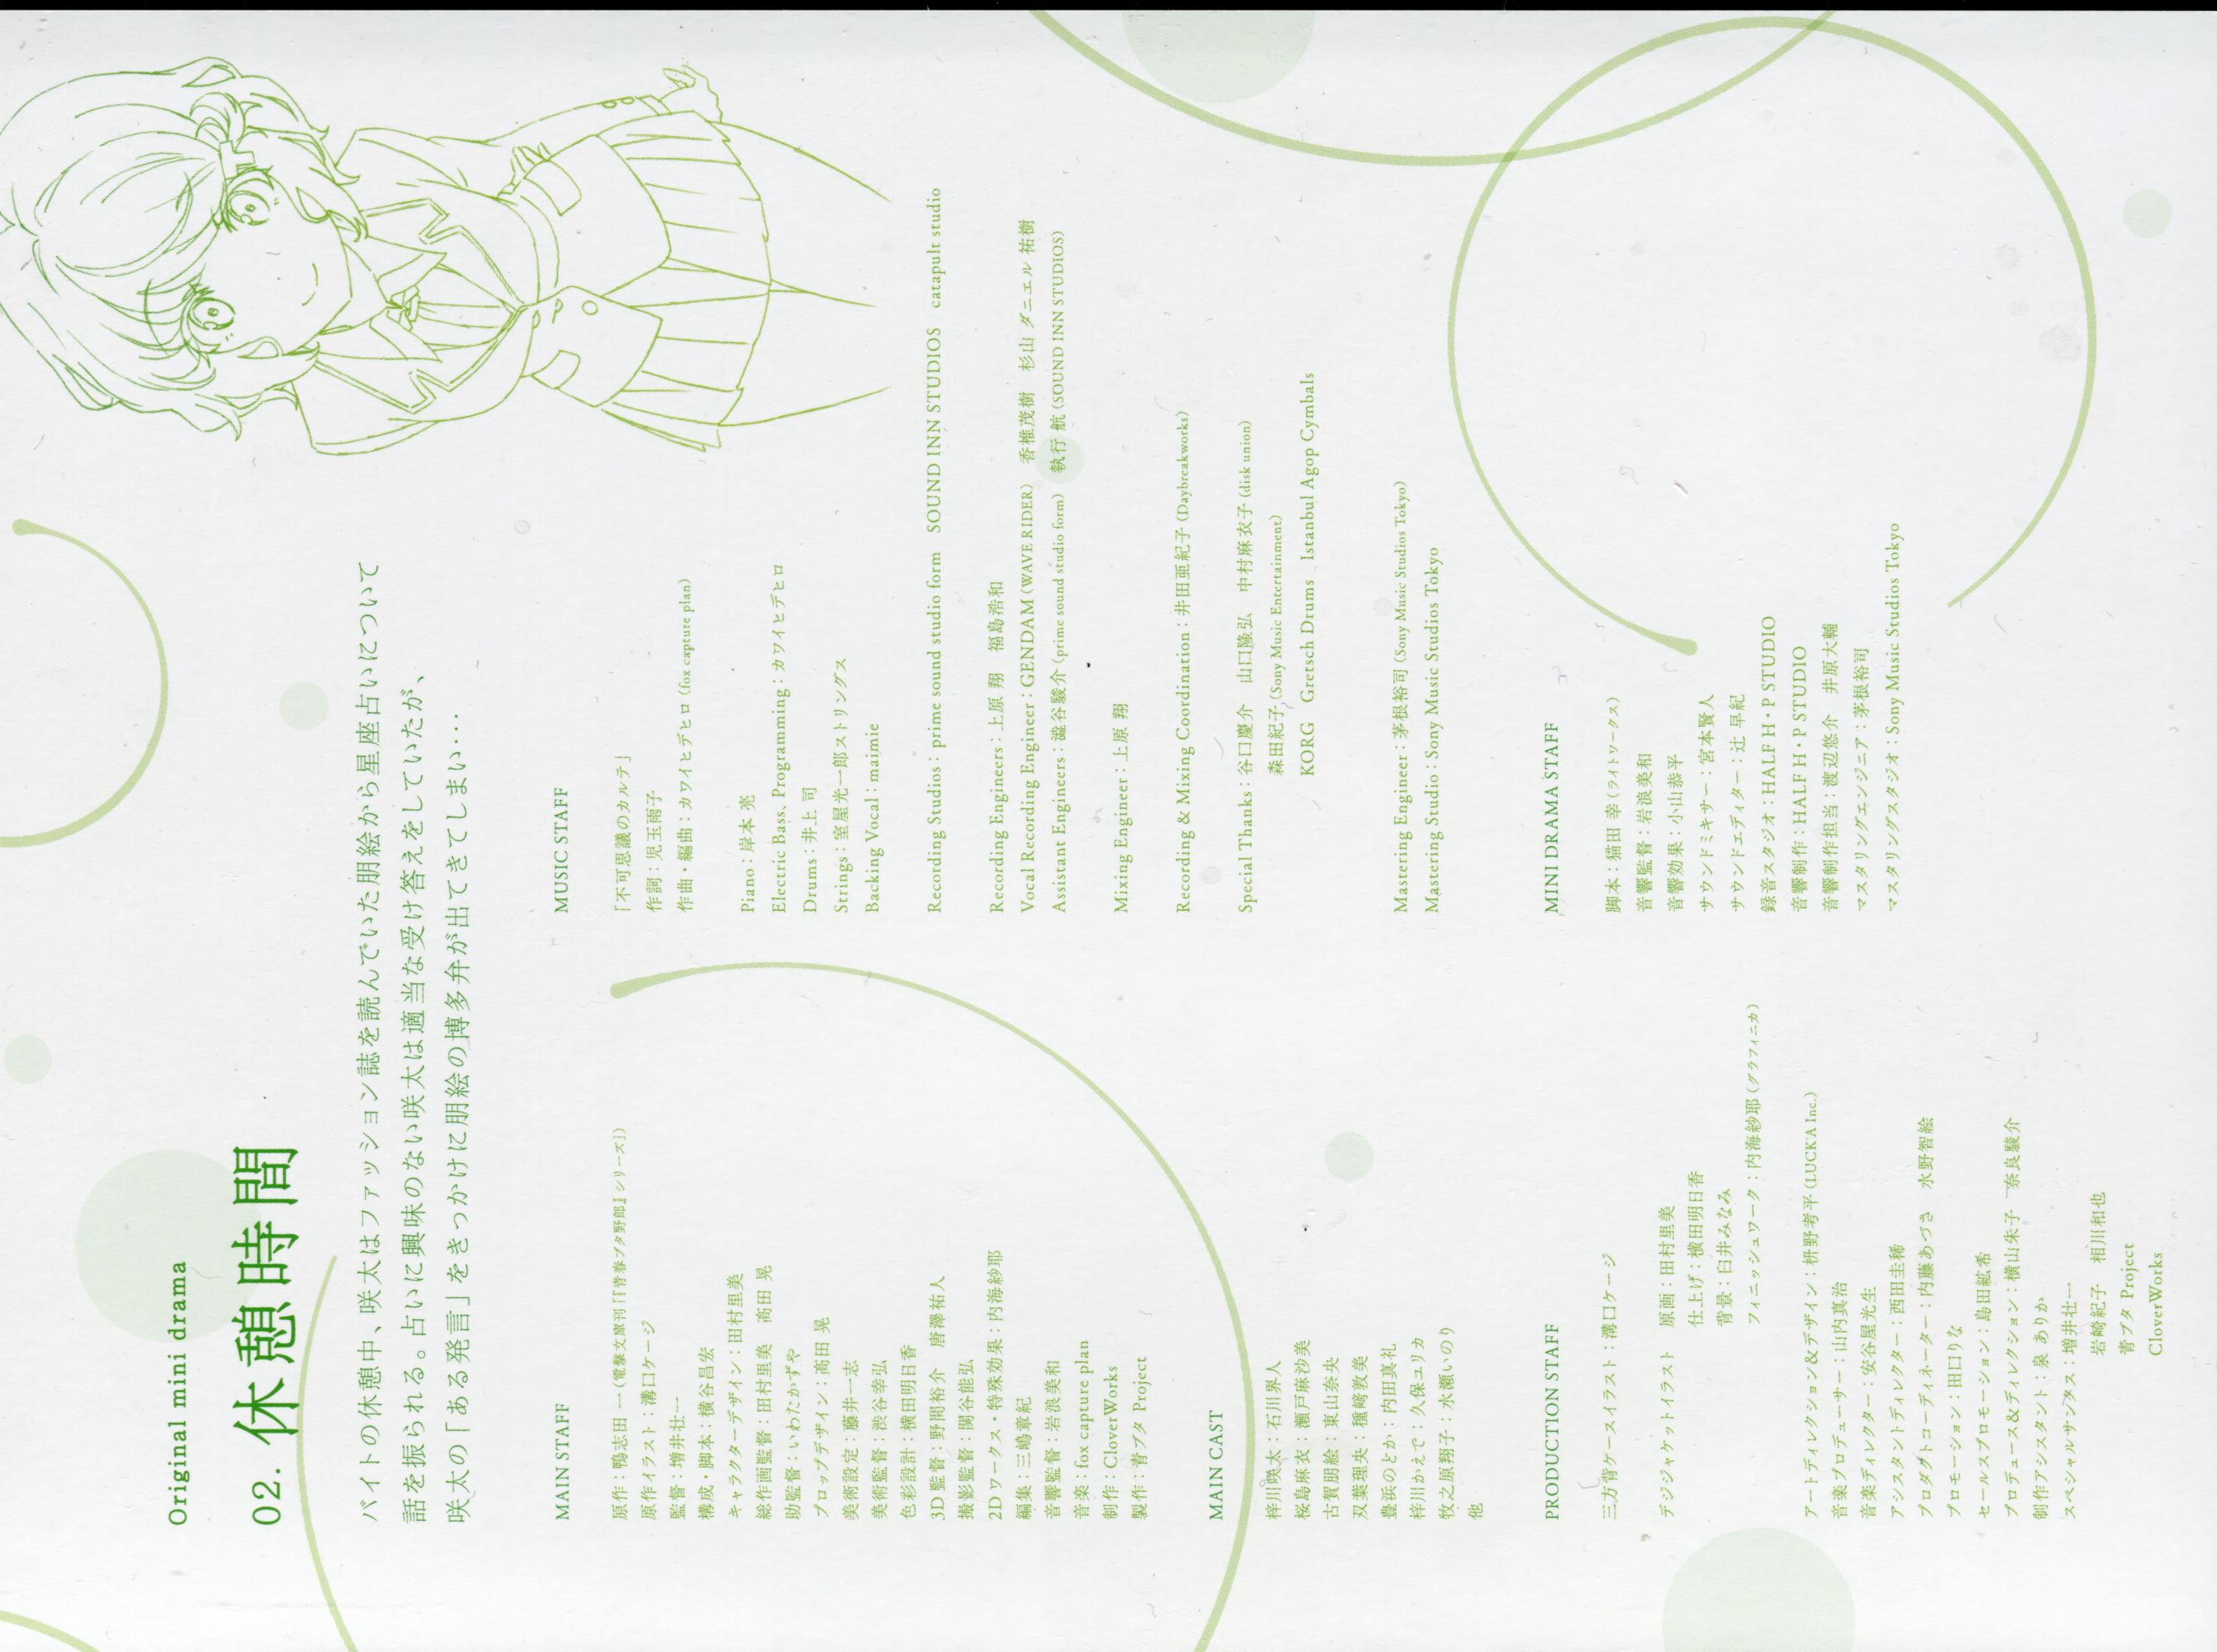 Original mini drama
02. 休憩時間
バイトの休憩中、咲太はファッション誌を読んでいた朋絵から星座占いについて
話を振られる。占いに興味のない咲太は適当な受け答えをしていたが、
咲太の「ある発言」をきっかけに朋絵の博多弁が出てきてしまい…
MAIN STAFF
原作：鴨志田 一（電撃文庫刊「『青春ブタ野郎』シリーズ」）
原作イラスト：溝口ケージ
監督：増井壮一
構成・脚本：横谷昌宏
キャラクターデザイン：田村里美
総作画監督：田村里美　髙田 晃
助監督：いわたかずや
プロップデザイン：髙田 晃
美術設定：藤井一志
美術監督：渋谷幸弘
色彩設計：横田明日香
3D監督：野間裕介　唐澤祐人
撮影監督：関谷能弘
2Dワークス・特殊効果：内海紗耶
編集：三嶋章紀
音響監督：岩浪美和
音楽：fox capture plan
制作：CloverWorks
製作：青ブタ Project
MAIN CAST
梓川咲太：石川界人
桜島麻衣：瀬戸麻沙美
古賀朋絵：東山奈央
双葉理央：種﨑敦美
豊浜のどか：内田真礼
梓川かえで：久保ユリカ
牧之原翔子：水瀬いのり
他
PRODUCTION STAFF
三方背ケースイラスト：溝口ケージ
デジジャケットイラスト　原画：田村里美
仕上げ：横田明日香
背景：臼井みなみ
フィニッシュワーク：内海紗耶（グラフィニカ）
アートディレクション&デザイン：桝野考平（LUCK'A Inc.）
音楽プロデューサー：山内真治
音楽ディレクター：安谷屋光生
アシスタントディレクター：西田圭稀
プロダクトコーディネーター：内藤あづさ　水野智絵
プロモーション：田口りな
セールスプロモーション：島田紘希
プロデュース&ディレクション：横山朱子　奈良駿介
制作アシスタント：泉 ありか
スペシャルサンクス：増井壮一
岩崎紀子　相川和也
青ブタ Project
CloverWorks
MUSIC STAFF
『不可思議のカルテ』
作詞：児玉雨子
作曲・編曲：カワイヒデヒロ（fox capture plan）
Piano：岸本 亮
Electric Bass, Programming：カワイヒデヒロ
Drums：井上 司
Strings：室屋光一郎ストリングス
Backing Vocal：maimie
Recording Studios：prime sound studio form　SOUND INN STUDIOS　catapult studio
Recording Engineers：上原 翔　福島浩和
Vocal Recording Engineer：GENDAM（WAVE RIDER）　香椎茂樹　杉山 ダニエル 祐樹
Assistant Engineers：澁谷駿介（prime sound studio form）　執行 航（SOUND INN STUDIOS）
Mixing Engineer：上原 翔
Recording & Mixing Coordination：井田亜紀子（Daybreakworks）
Special Thanks：谷口慶介　山口隆弘　中村麻衣子（disk union）
森田紀子（Sony Music Entertainment）
KORG　Gretsch Drums　Istanbul Agop Cymbals
Mastering Engineer：茅根裕司（Sony Music Studios Tokyo）
Mastering Studio：Sony Music Studios Tokyo
MINI DRAMA STAFF
脚本：猫田 幸（ライトワークス）
音響監督：岩浪美和
音響効果：小山恭平
サウンドミキサー：宮本賢人
サウンドエディター：辻 早紀
録音スタジオ：HALF H・P STUDIO
音響制作：HALF H・P STUDIO
音響制作担当：渡辺悠介　井原大輔
マスタリングエンジニア：茅根裕司
マスタリングスタジオ：Sony Music Studios Tokyo